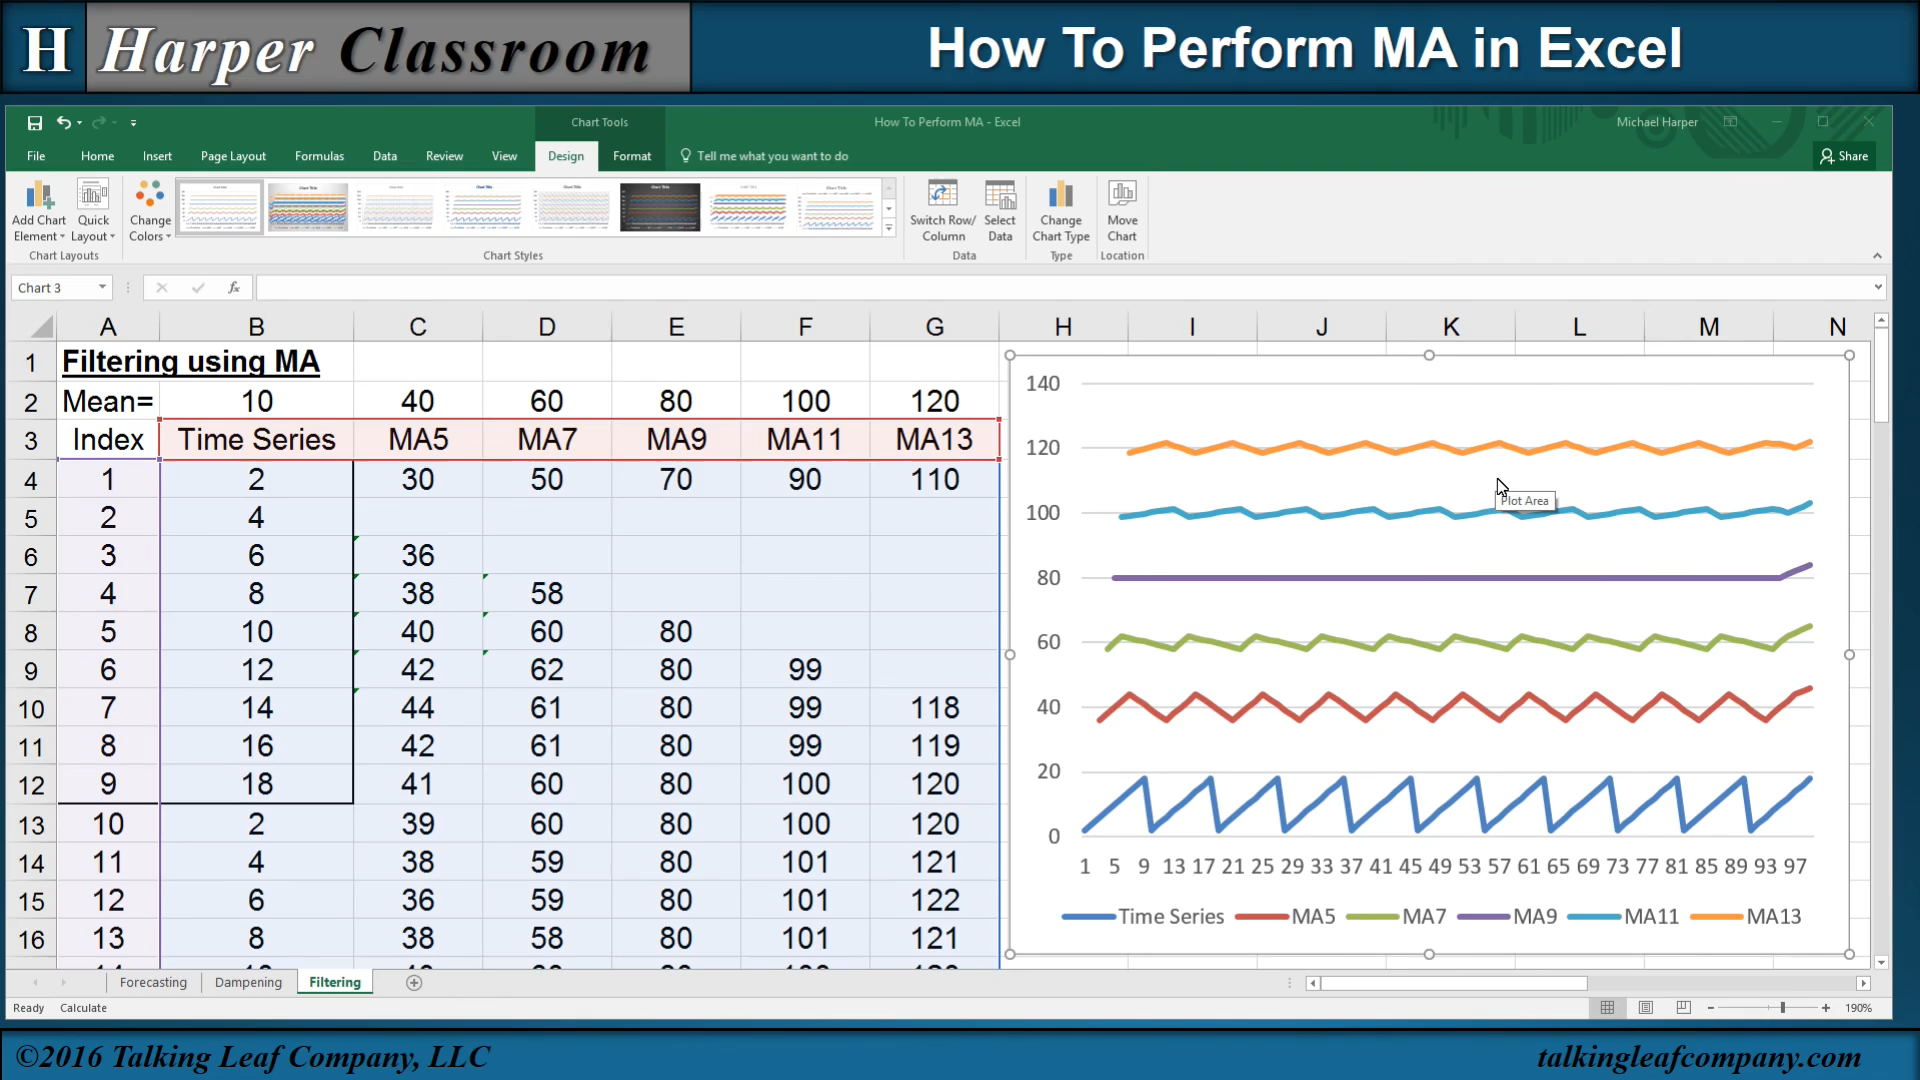 H Harper Classroom
How To Perform MA in Excel
Chart Tools
How To Perform MA - Excel
Michael Harper
File Home Insert Page Layout Formulas Data Review View Design Format Tell me what you want to do Share
Add Chart Element
Quick Layout
Change Colors
Switch Row/ Column
Select Data
Change Chart Type
Move Chart
Chart Layouts
Chart Styles
Data
Type
Location
Chart 3
fx
A B C D E F G H I J K L M N
1 Filtering using MA
2 Mean= 10 40 60 80 100 120
3 Index Time Series MA5 MA7 MA9 MA11 MA13
4 1 2 30 50 70 90 110
5 2 4
6 3 6 36
7 4 8 38 58
8 5 10 40 60 80
9 6 12 42 62 80 99
10 7 14 44 61 80 99 118
11 8 16 42 61 80 99 119
12 9 18 41 60 80 100 120
13 10 2 39 60 80 100 120
14 11 4 38 59 80 101 121
15 12 6 36 59 80 101 122
16 13 8 38 58 80 101 121
140
120
100
80
60
40
20
0
Plot Area
1 5 9 13 17 21 25 29 33 37 41 45 49 53 57 61 65 69 73 77 81 85 89 93 97
Time Series MA5 MA7 MA9 MA11 MA13
Forecasting Dampening Filtering
Ready Calculate
190%
©2016 Talking Leaf Company, LLC
talkingleafcompany.com